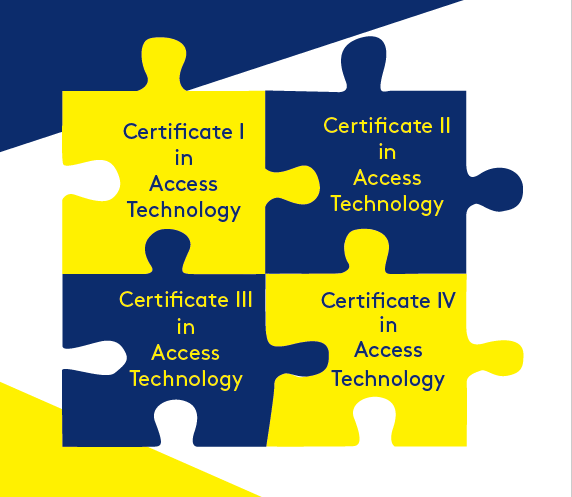 Certificate I
in
Access
Technology
Certificate II
in
Access
Technology
Certificate III
in
Access
Technology
Certificate IV
in
Access
Technology